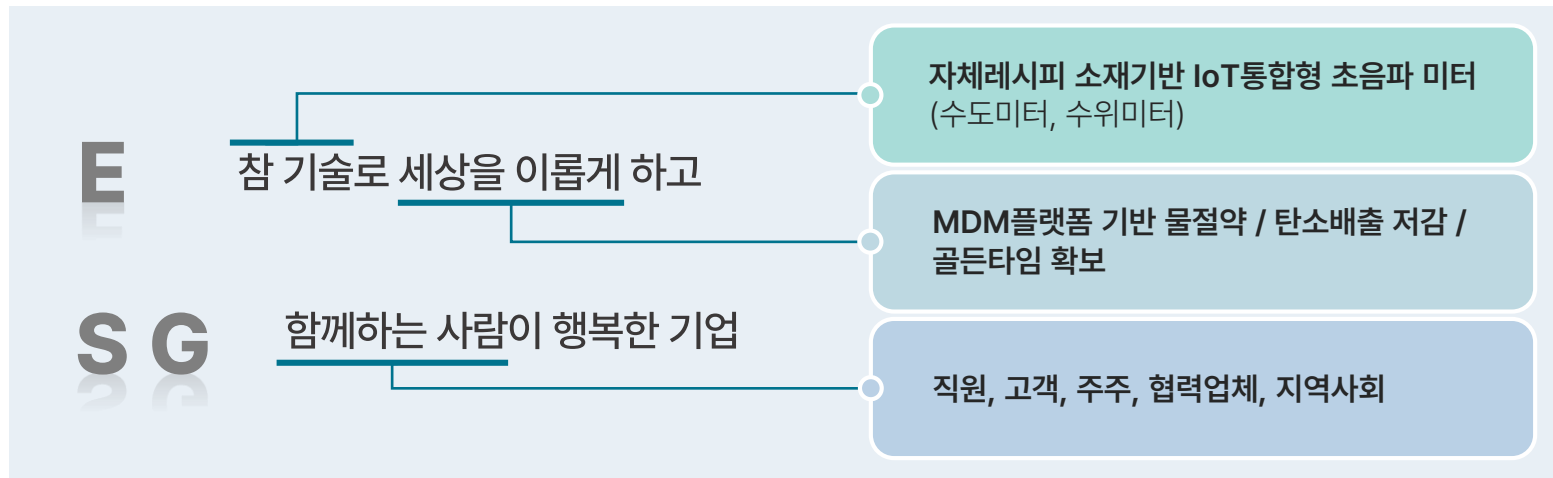 E
참 기술로 세상을 이롭게 하고
자체레시피 소재기반 IoT통합형 초음파 미터
(수도미터, 수위미터)
MDM플랫폼 기반 물절약 / 탄소배출 저감 /
골든타임 확보
S G
함께하는 사람이 행복한 기업
직원, 고객, 주주, 협력업체, 지역사회